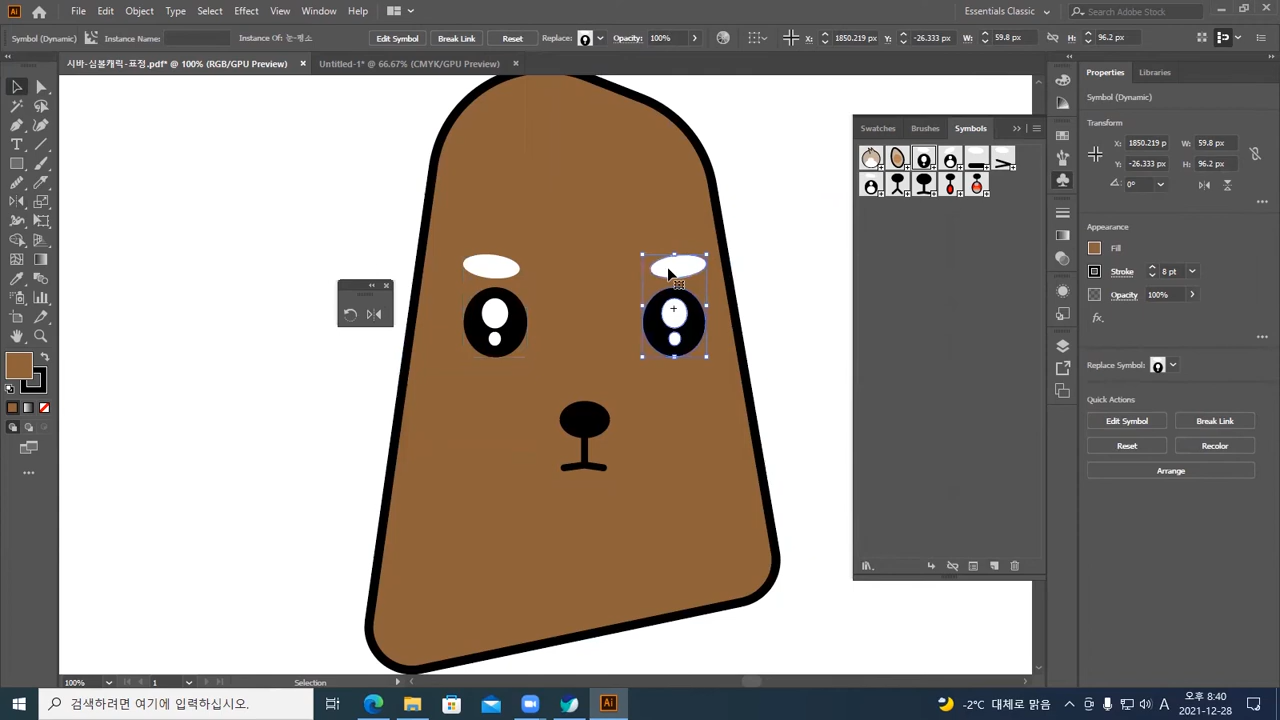 Ai File Edit Object Type Select Effect View Window Help Essentials Classic Search Adobe Stock
Symbol (Dynamic) Instance Name: Instance Of: 눈-페소 Edit Symbol Break Link Reset Replace: Opacity: 100% X: 1850.219 px Y: -26.333 px W: 59.8 px H: 96.2 px
시바-심볼캐릭-표정.pdf* @ 100% (RGB/GPU Preview) × Untitled-1* @ 66.67% (CMYK/GPU Preview) ×
Properties Libraries
Symbol (Dynamic)
Transform
X: 1850.219 p W: 59.8 px
Y: -26.333 px H: 96.2 px
0°
Appearance
Fill
Stroke 8 pt
Opacity 100%
fx.
Replace Symbol:
Quick Actions
Edit Symbol Break Link
Reset Recolor
Arrange
Swatches Brushes Symbols
100% 1 Selection
검색하려면 여기에 입력하십시오.
Ai
-2°C 대체로 맑음
A
오후 8:40
2021-12-28